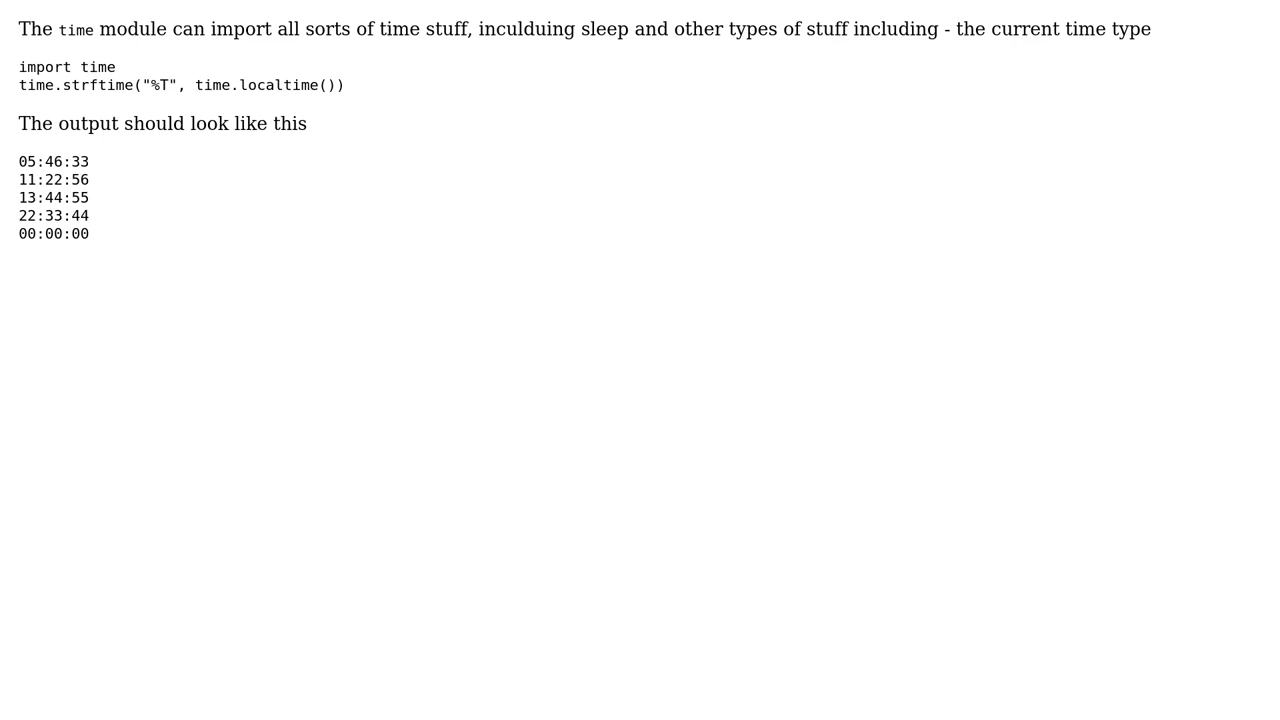 The time module can import all sorts of time stuff, inculduing sleep and other types of stuff including - the current time type
import time
time.strftime("%T", time.localtime())
The output should look like this
05:46:33
11:22:56
13:44:55
22:33:44
00:00:00